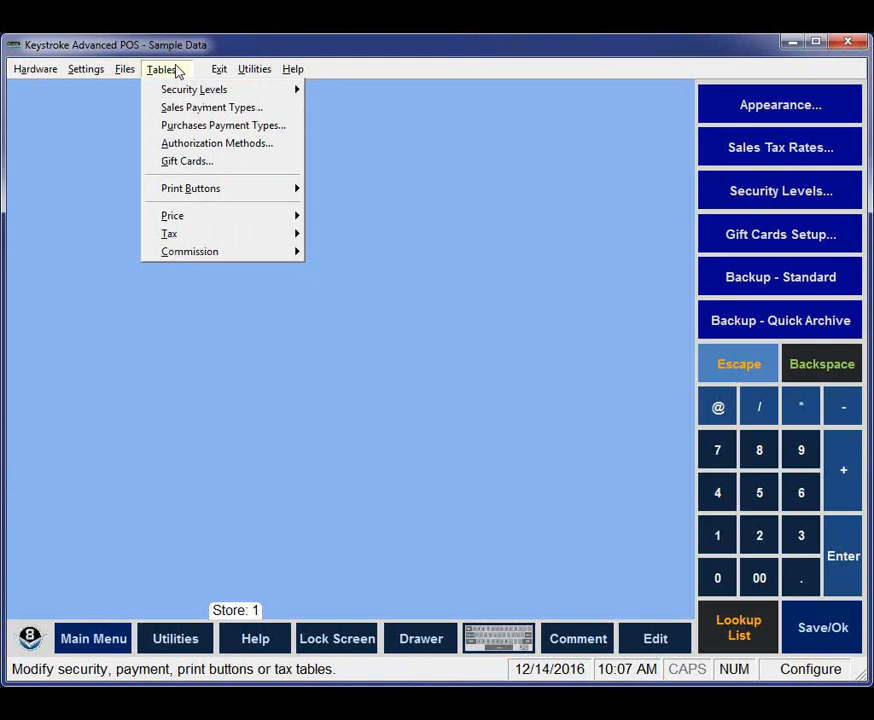 Keystroke Advanced POS - Sample Data
Hardware Settings Files Tables Exit Utilities Help
Security Levels
Sales Payment Types...
Purchases Payment Types...
Authorization Methods...
Gift Cards...
Print Buttons
Price
Tax
Commission
Appearance...
Sales Tax Rates...
Security Levels...
Gift Cards Setup...
Backup - Standard
Backup - Quick Archive
Escape Backspace
@ / * -
7 8 9 +
4 5 6
1 2 3 Enter
0 00 .
Lookup
List
Save/Ok
Store: 1
8 Main Menu Utilities Help Lock Screen Drawer Comment Edit
Modify security, payment, print buttons or tax tables. 12/14/2016 10:07 AM CAPS NUM Configure